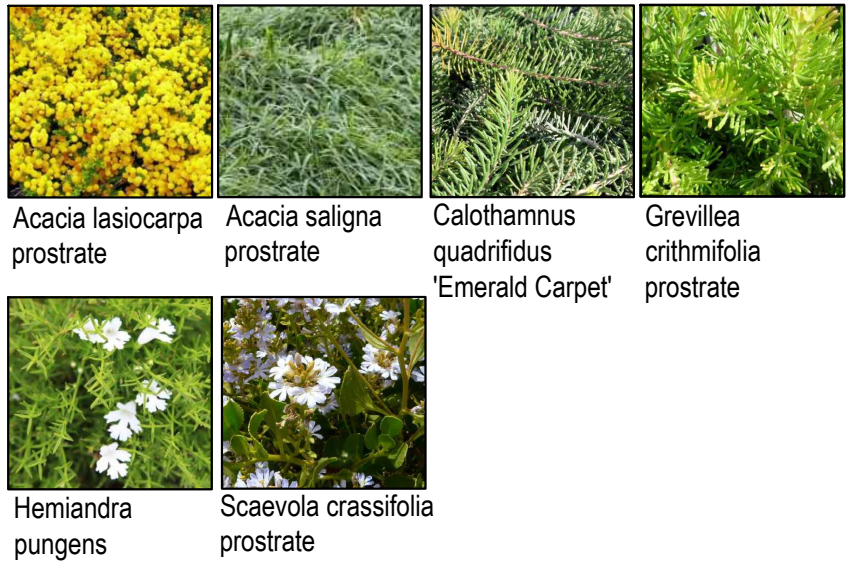 Acacia lasiocarpa
prostrate
Acacia saligna
prostrate
Calothamnus
quadrifidus
'Emerald Carpet'
Grevillea
crithmifolia
prostrate
Hemiandra
pungens
Scaevola crassifolia
prostrate